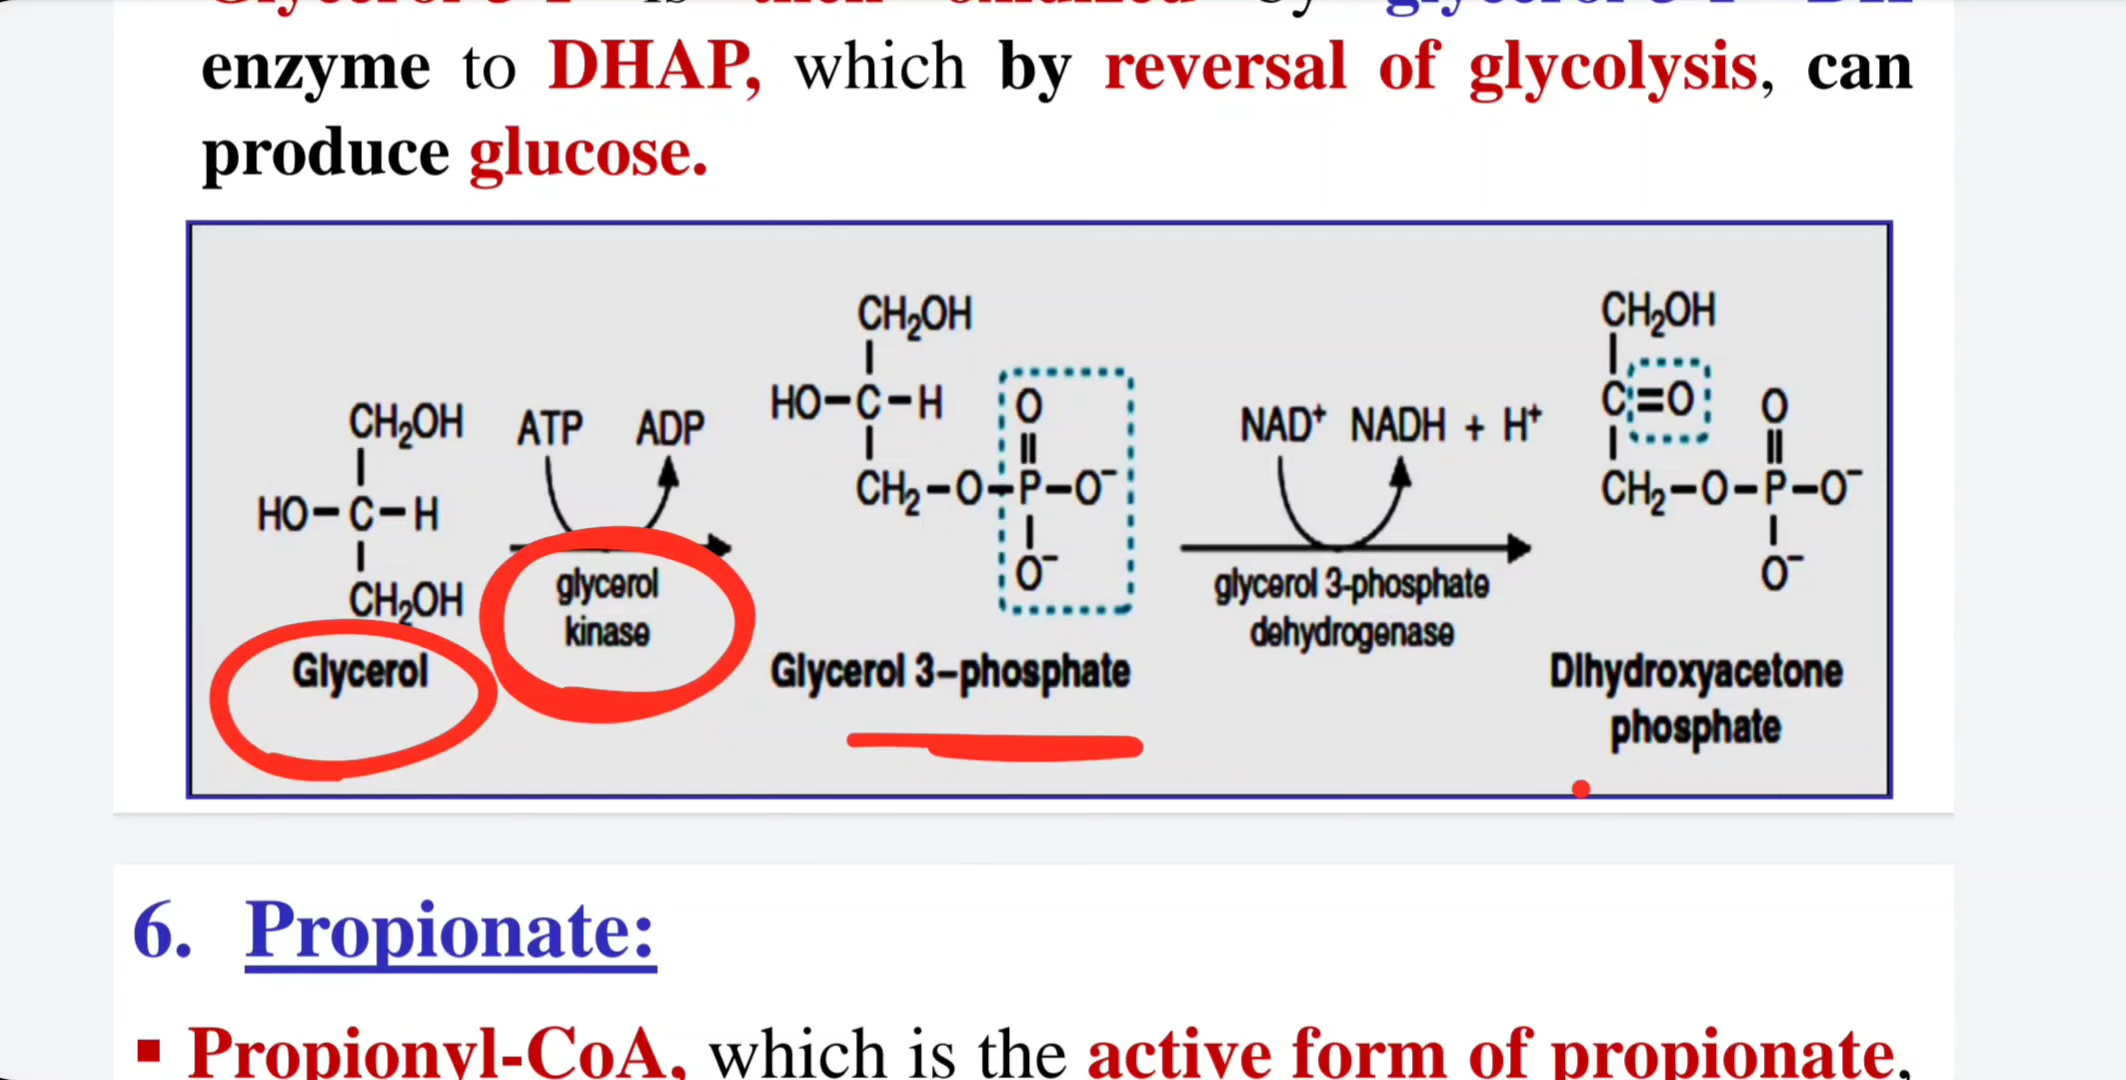 enzyme to DHAP, which by reversal of glycolysis, can
produce glucose.
CH₂OH
HO-C-H
CH₂OH
Glycerol
ATP ADP
glycerol
kinase
CH₂OH
HO-C-H
CH₂-O-P-O⁻
O
O⁻
Glycerol 3-phosphate
NAD⁺ NADH + H⁺
glycerol 3-phosphate
dehydrogenase
CH₂OH
C=O
CH₂-O-P-O⁻
O
O⁻
Dihydroxyacetone
phosphate
6. Propionate:
▪ Propionyl-CoA, which is the active form of propionate,